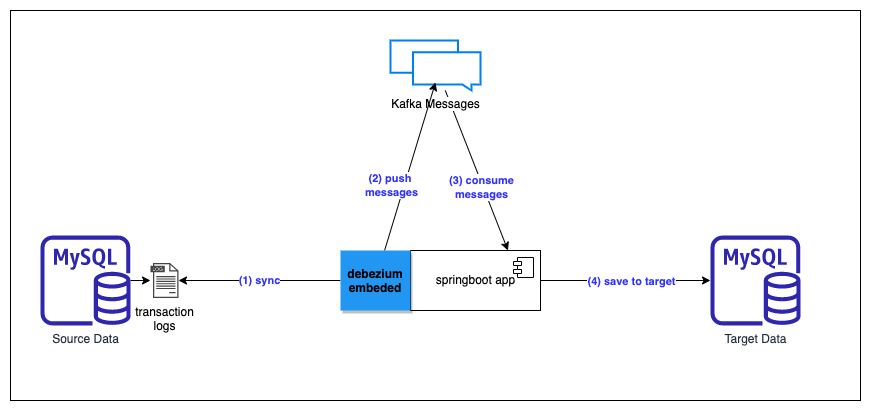 Kafka Messages
(2) push
messages
(3) consume
messages
MySQL
LOG
transaction
logs
Source Data
(1) sync
debezium
embeded
springboot app
(4) save to target
MySQL
Target Data